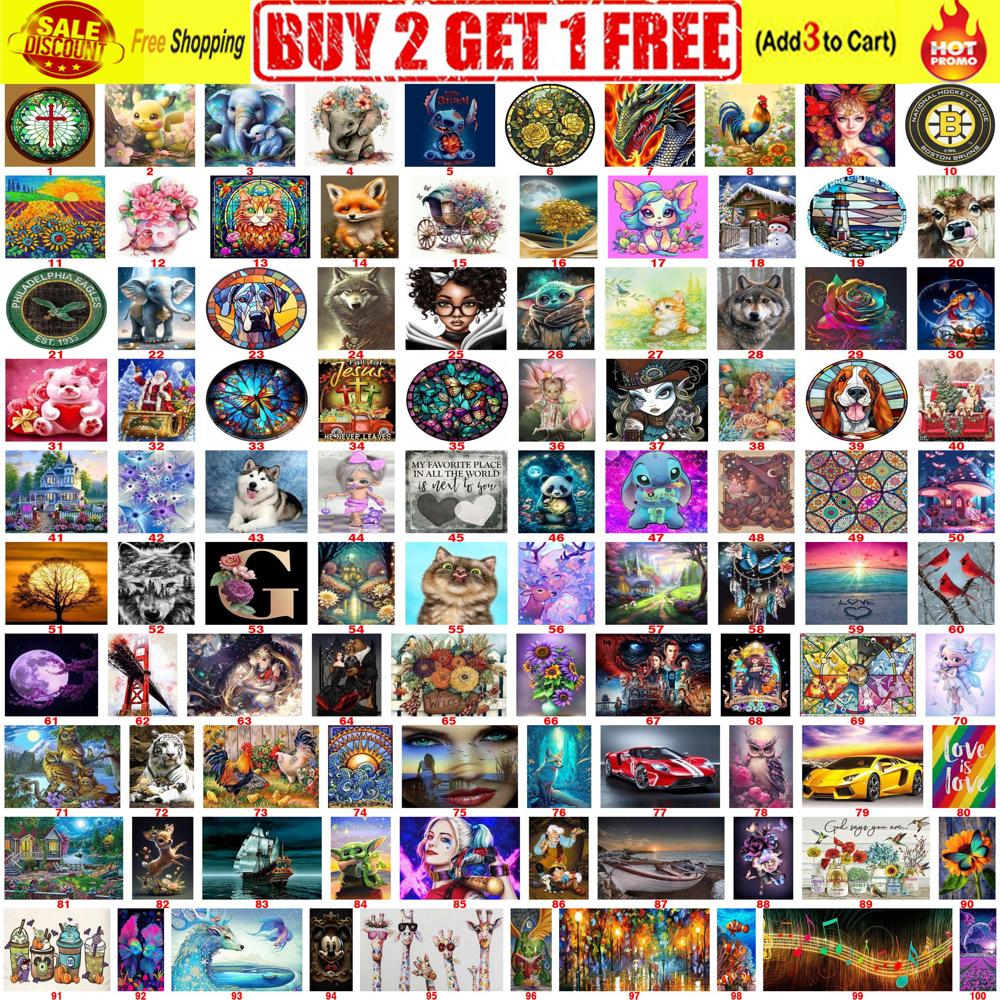 SALE
DISCOUNT
Free Shopping
BUY 2 GET 1 FREE
(Add 3 to Cart)
HOT
PROMO
NATIONAL HOCKEY LEAGUE
B
BOSTON BRUINS
1 2 3 4 5 6 7 8 9 10
11 12 13 14 15 16 17 18 19 20
PHILADELPHIA EAGLES
EST. 1933
21 22 23 24 25 26 27 28 29 30
Fall for
Jesus
HE NEVER LEAVES
31 32 33 34 35 36 37 38 39 40
MY FAVORITE PLACE
IN ALL THE WORLD
is next to you
41 42 43 44 45 46 47 48 49 50
G
LOVE
51 52 53 54 55 56 57 58 59 60
61 62 63 64 65 66 67 68 69 70
Love
is
Love
71 72 73 74 75 76 77 78 79 80
God says you are...
81 82 83 84 85 86 87 88 89 90
91 92 93 94 95 96 97 98 99 100